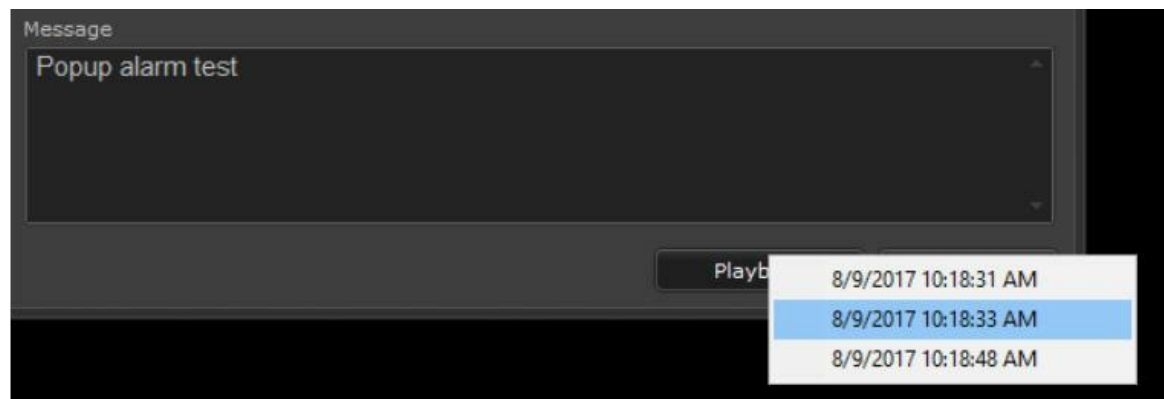 Message
Popup alarm test
Playb
8/9/2017 10:18:31 AM
8/9/2017 10:18:33 AM
8/9/2017 10:18:48 AM